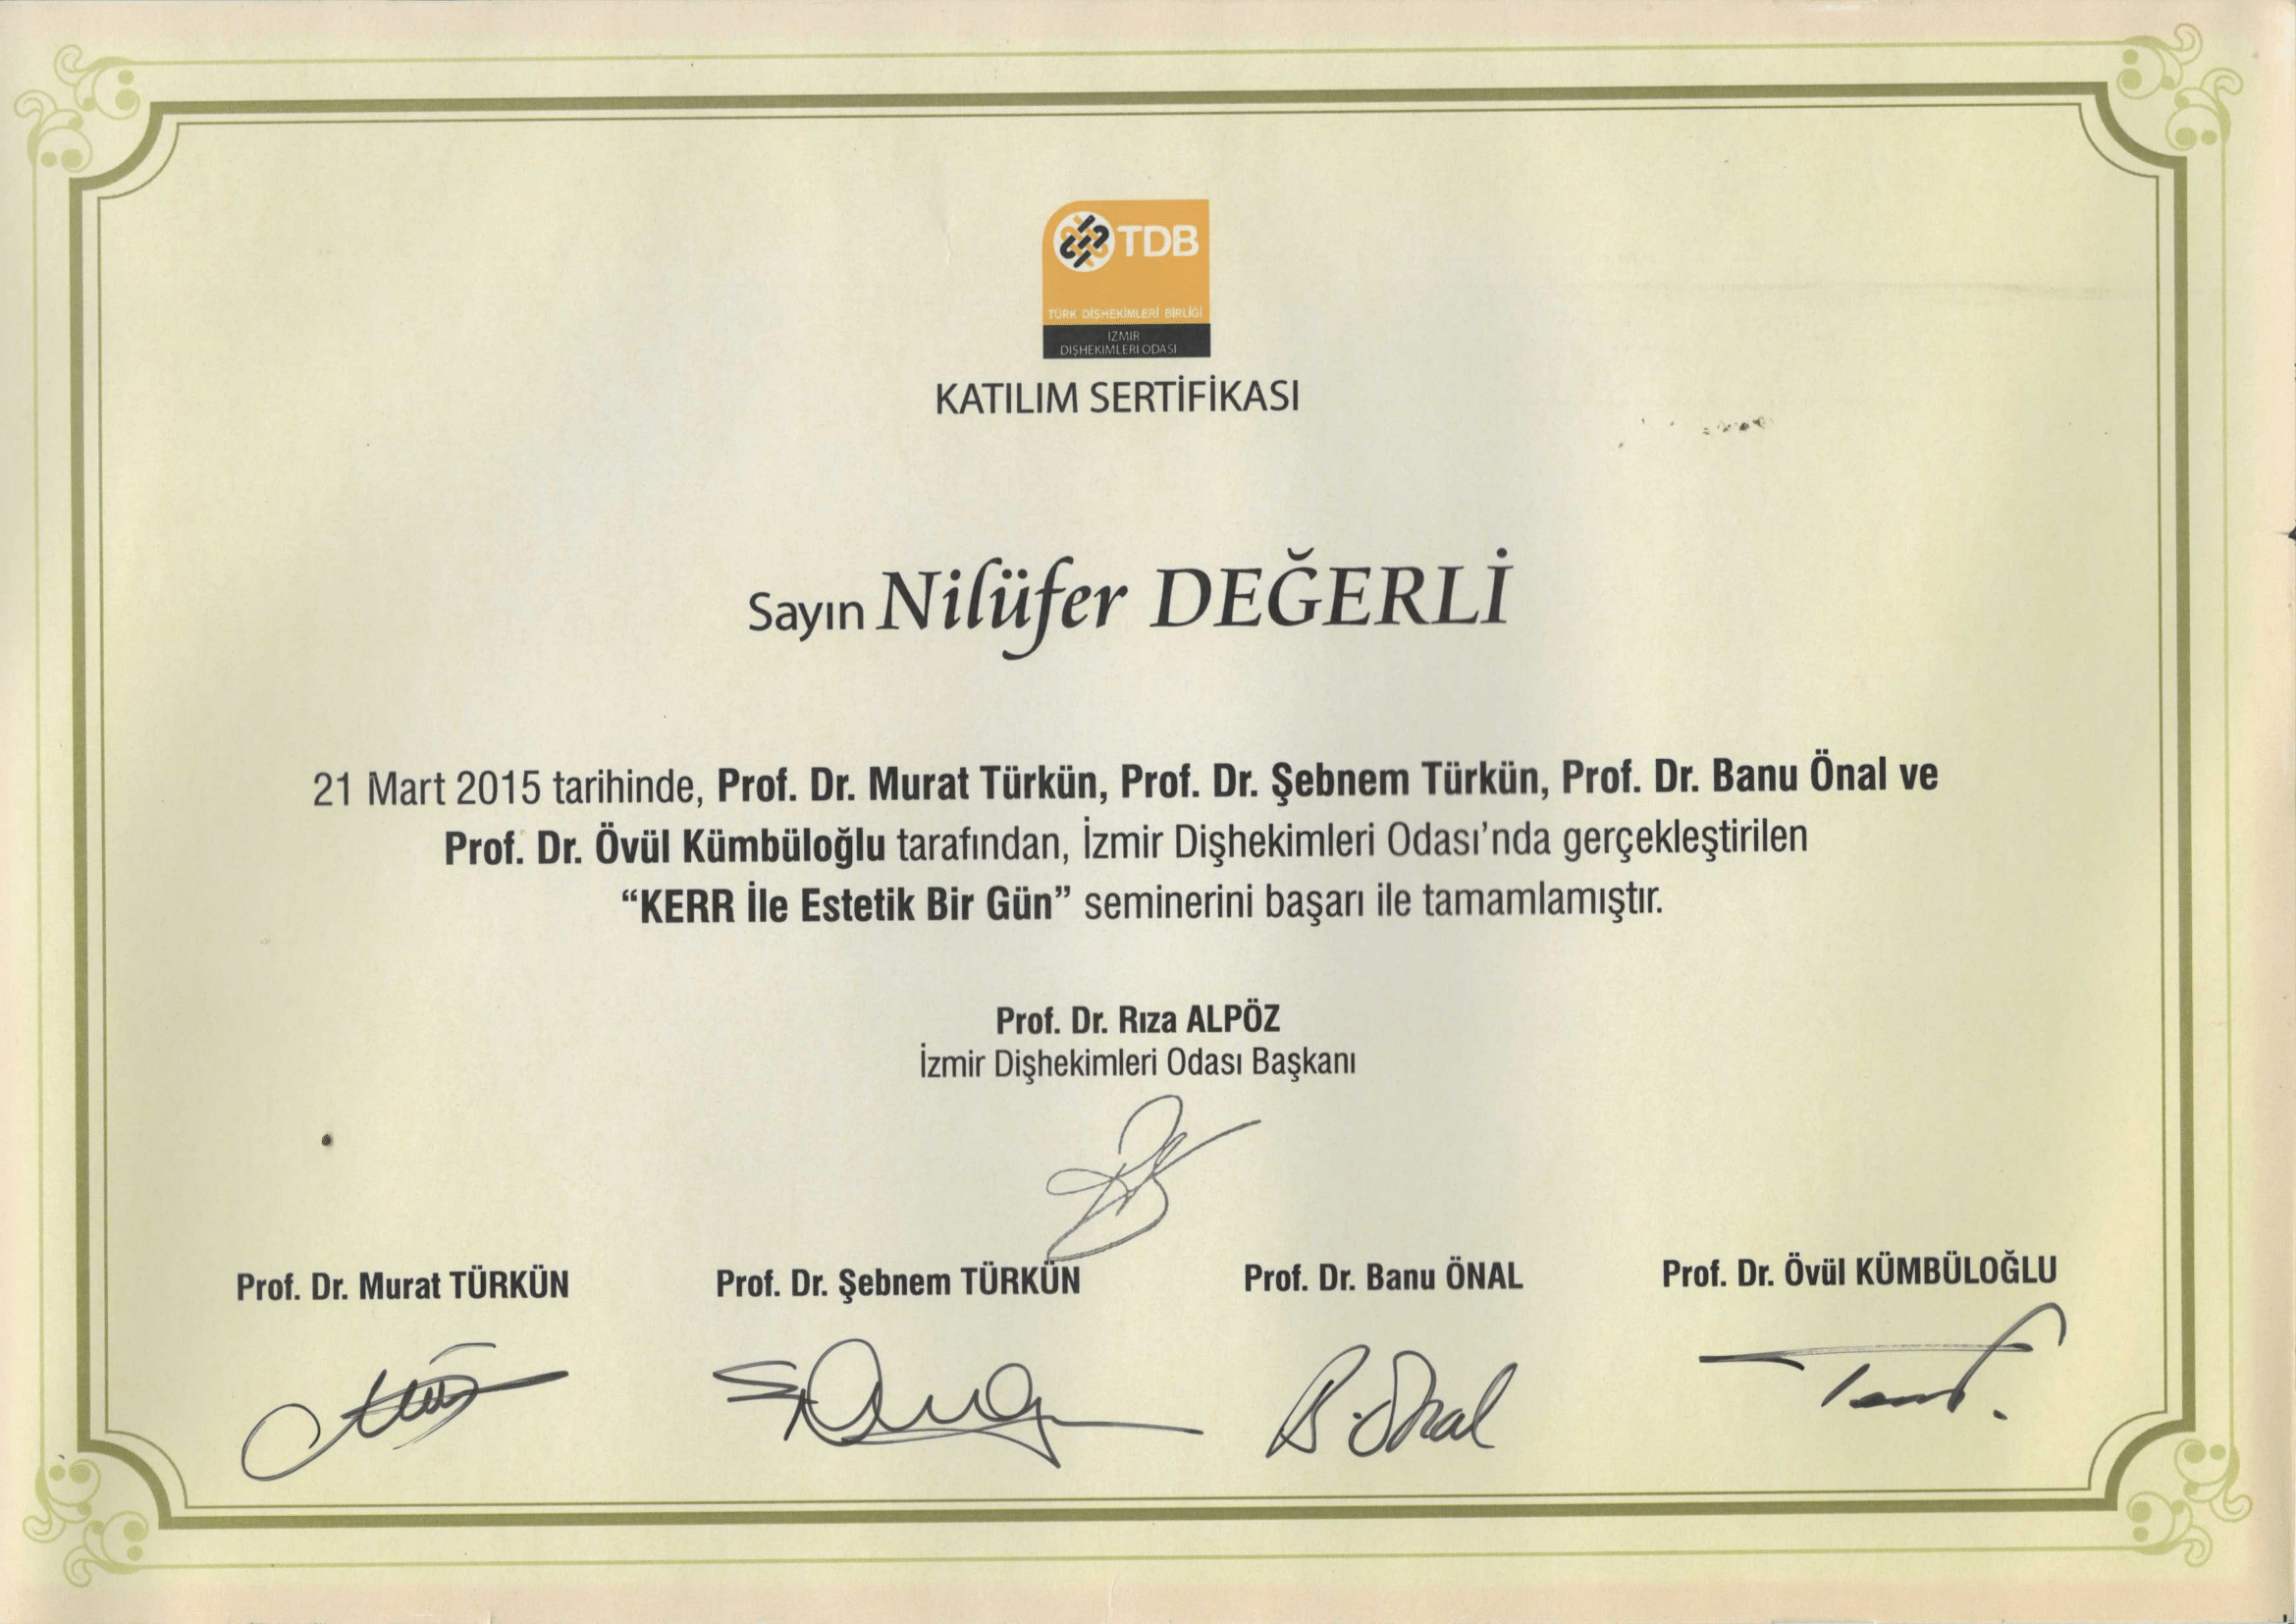 TDB
TÜRK DİŞHEKİMLERİ BİRLİĞİ
İZMİR
DİŞHEKİMLERİ ODASI
KATILIM SERTİFİKASI
Sayın Nilüfer DEĞERLİ
21 Mart 2015 tarihinde, Prof. Dr. Murat Türkün, Prof. Dr. Şebnem Türkün, Prof. Dr. Banu Önal ve
Prof. Dr. Övül Kümbüloğlu tarafından, İzmir Dişhekimleri Odası'nda gerçekleştirilen
“KERR İle Estetik Bir Gün” seminerini başarı ile tamamlamıştır.
Prof. Dr. Rıza ALPÖZ
İzmir Dişhekimleri Odası Başkanı
Prof. Dr. Murat TÜRKÜN Prof. Dr. Şebnem TÜRKÜN Prof. Dr. Banu ÖNAL Prof. Dr. Övül KÜMBÜLOĞLU
B. Önal